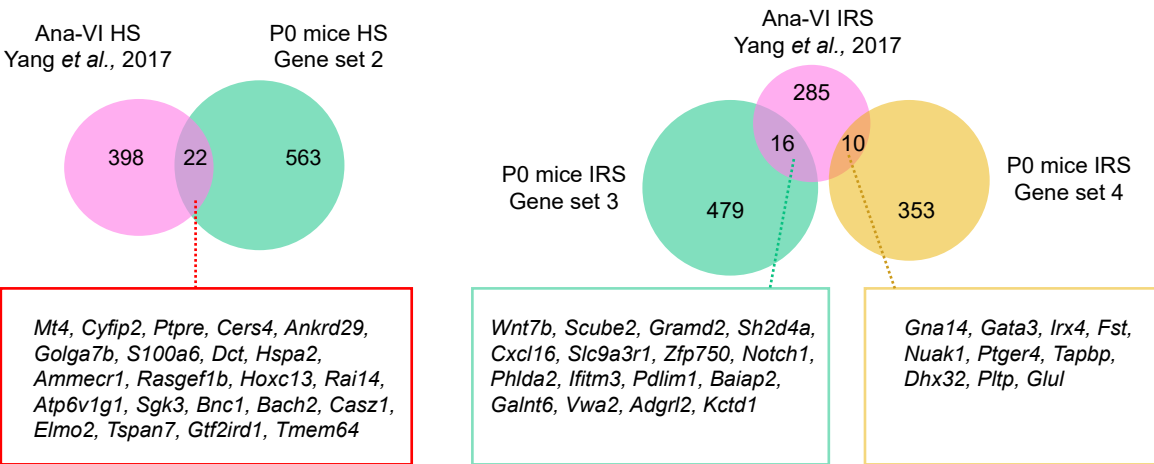 Ana-VI HS
Yang et al., 2017
P0 mice HS
Gene set 2
398
22
563
Mt4, Cyfip2, Ptpre, Cers4, Ankrd29,
Golga7b, S100a6, Dct, Hspa2,
Ammecr1, Rasgef1b, Hoxc13, Rai14,
Atp6v1g1, Sgk3, Bnc1, Bach2, Casz1,
Elmo2, Tspan7, Gtf2ird1, Tmem64
Ana-VI IRS
Yang et al., 2017
285
16
10
P0 mice IRS
Gene set 3
479
353
P0 mice IRS
Gene set 4
Wnt7b, Scube2, Gramd2, Sh2d4a,
Cxcl16, Slc9a3r1, Zfp750, Notch1,
Phlda2, Ifitm3, Pdlim1, Baiap2,
Galnt6, Vwa2, Adgrl2, Kctd1
Gna14, Gata3, Irx4, Fst,
Nuak1, Ptger4, Tapbp,
Dhx32, Pltp, Glul